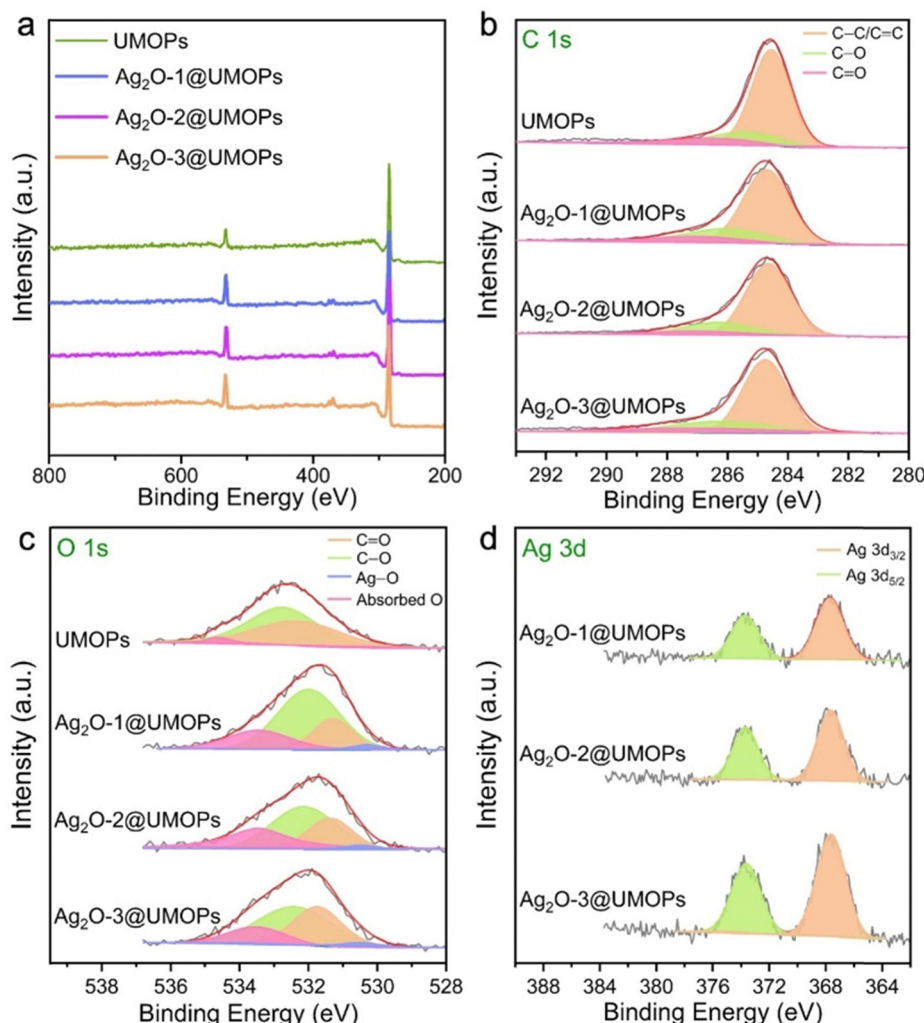 a
UMOPs
Ag₂O-1@UMOPs
Ag₂O-2@UMOPs
Ag₂O-3@UMOPs
Intensity (a.u.)
800 600 400 200
Binding Energy (eV)
b
C 1s
C–C/C=C
C–O
C=O
UMOPs
Ag₂O-1@UMOPs
Ag₂O-2@UMOPs
Ag₂O-3@UMOPs
Intensity (a.u.)
292 290 288 286 284 282 280
Binding Energy (eV)
c
O 1s
C=O
C–O
Ag–O
Absorbed O
UMOPs
Ag₂O-1@UMOPs
Ag₂O-2@UMOPs
Ag₂O-3@UMOPs
Intensity (a.u.)
538 536 534 532 530 528
Binding Energy (eV)
d
Ag 3d
Ag 3d₃/₂
Ag 3d₅/₂
Ag₂O-1@UMOPs
Ag₂O-2@UMOPs
Ag₂O-3@UMOPs
Intensity (a.u.)
388 384 380 376 372 368 364
Binding Energy (eV)